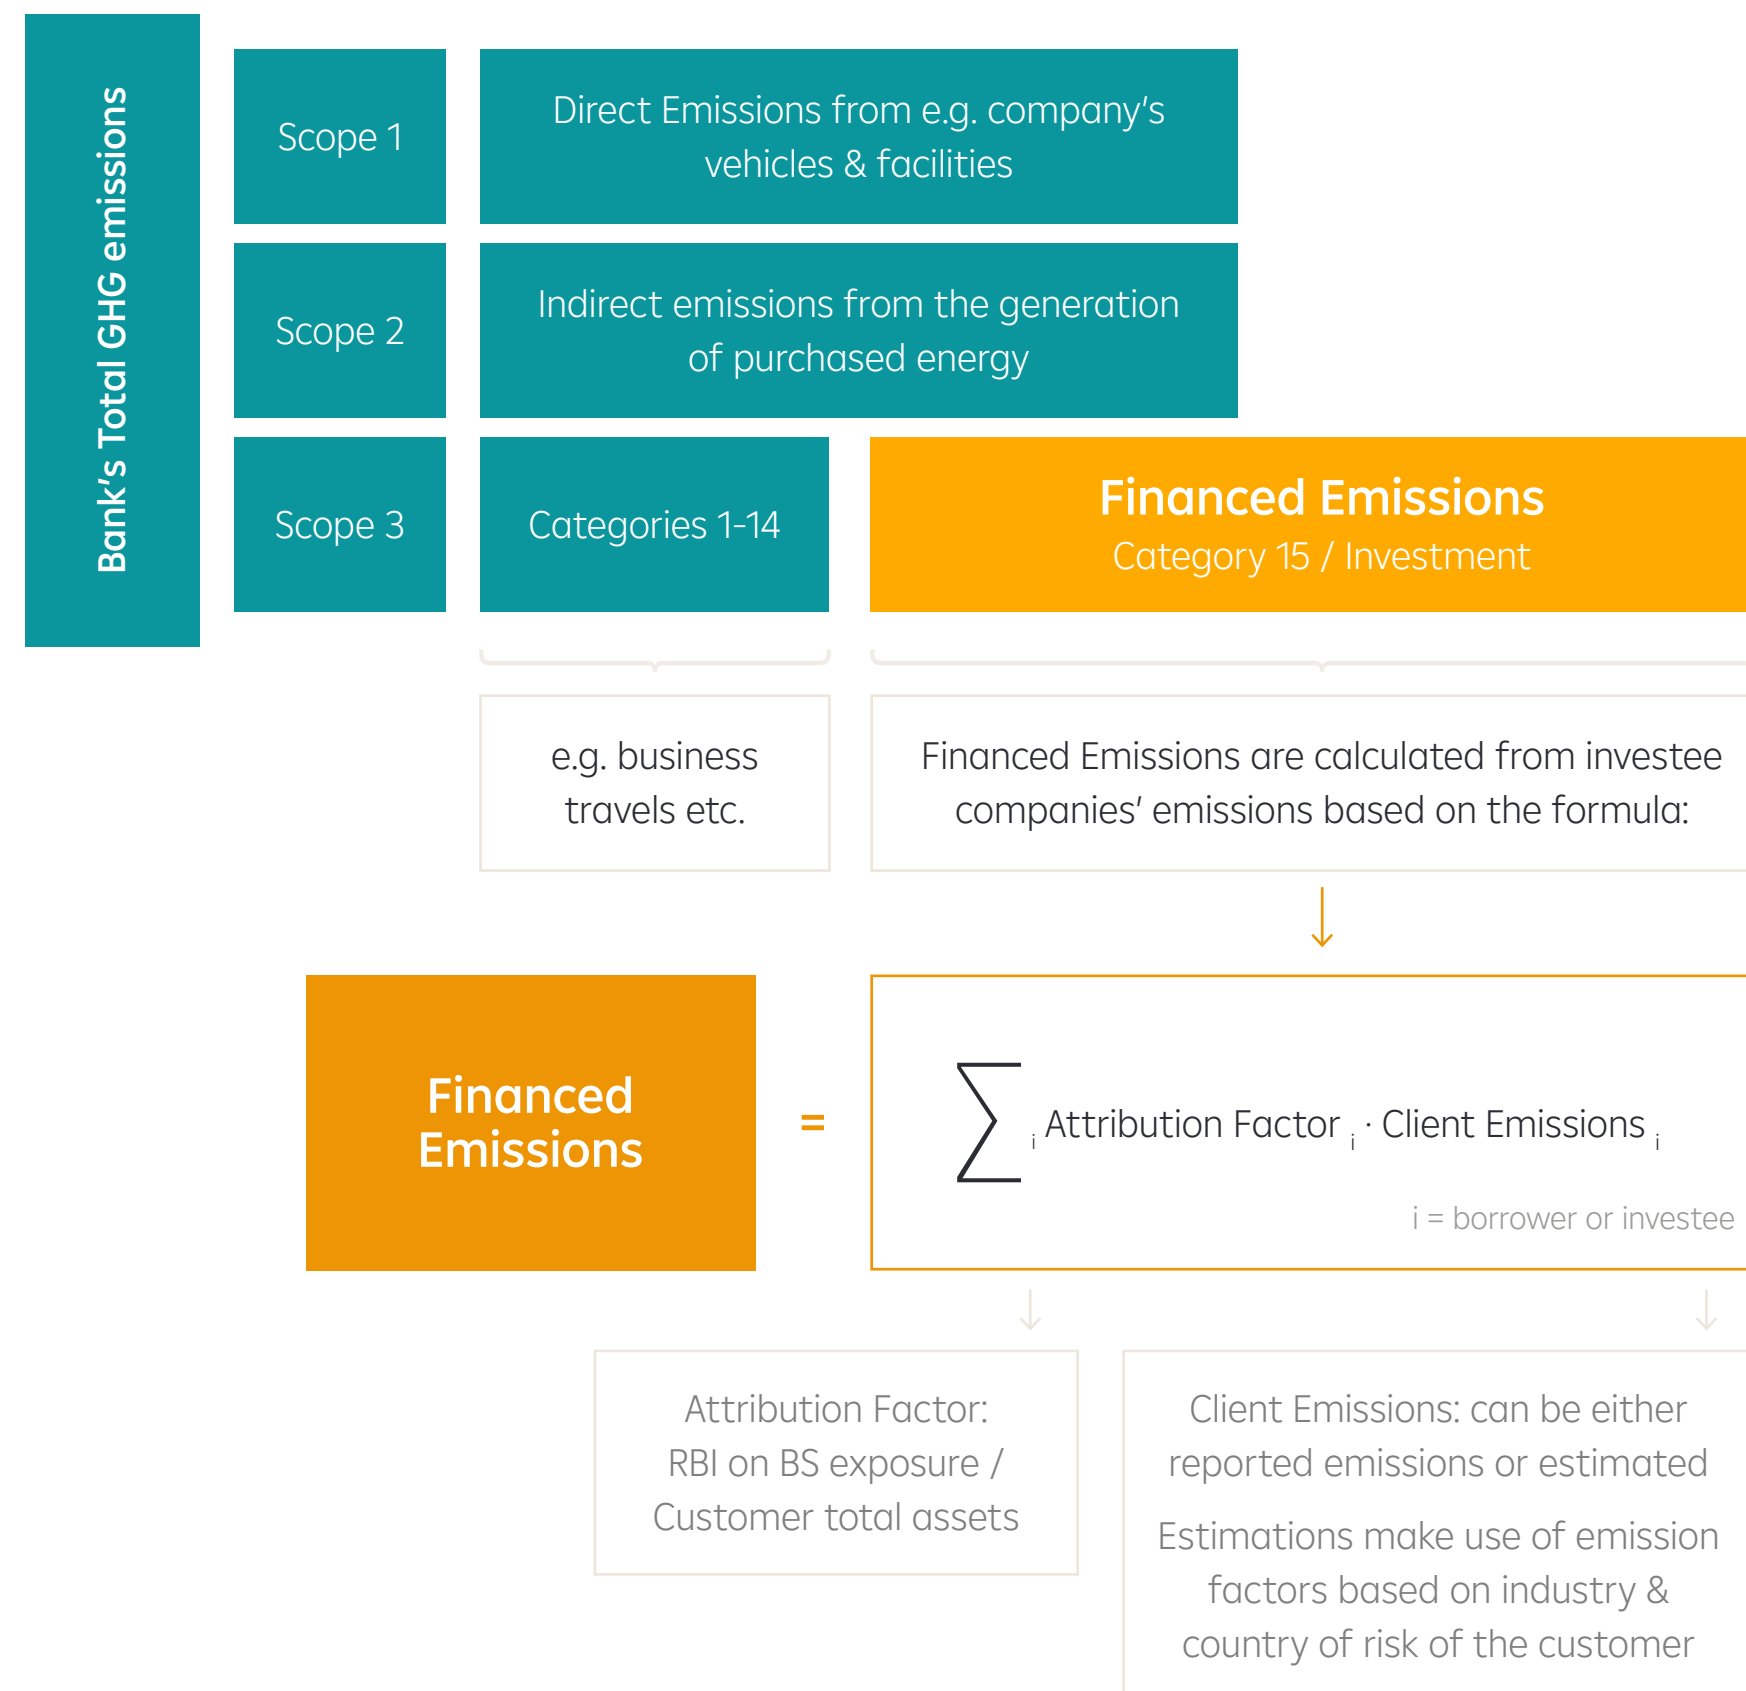 Bank's Total GHG emissions
Scope 1
Direct Emissions from e.g. company's
vehicles & facilities
Scope 2
Indirect emissions from the generation
of purchased energy
Scope 3
Categories 1-14
Financed Emissions
Category 15 / Investment
e.g. business
travels etc.
Financed Emissions are calculated from investee
companies' emissions based on the formula:
Financed
Emissions
=
∑ i Attribution Factor i · Client Emissions i
i = borrower or investee
Attribution Factor:
RBI on BS exposure /
Customer total assets
Client Emissions: can be either
reported emissions or estimated
Estimations make use of emission
factors based on industry &
country of risk of the customer